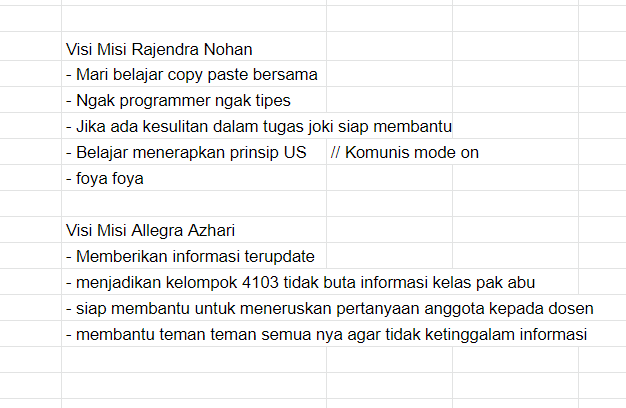 Visi Misi Rajendra Nohan
- Mari belajar copy paste bersama
- Ngak programmer ngak tipes
- Jika ada kesulitan dalam tugas joki siap membantu
- Belajar menerapkan prinsip US // Komunis mode on
- foya foya
Visi Misi Allegra Azhari
- Memberikan informasi terupdate
- menjadikan kelompok 4103 tidak buta informasi kelas pak abu
- siap membantu untuk meneruskan pertanyaan anggota kepada dosen
- membantu teman teman semua nya agar tidak ketinggalam informasi